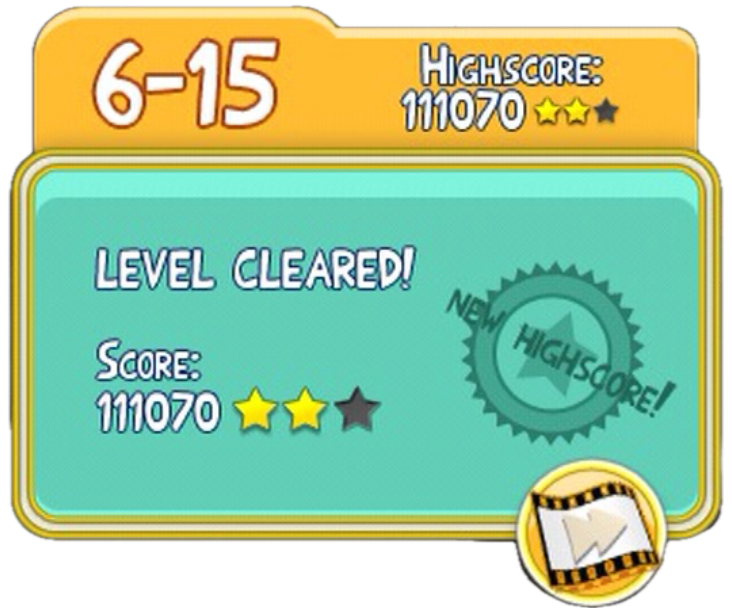 6-15
HIGHSCORE:
111070
LEVEL CLEARED!
NEW HIGHSCORE!
SCORE:
111070